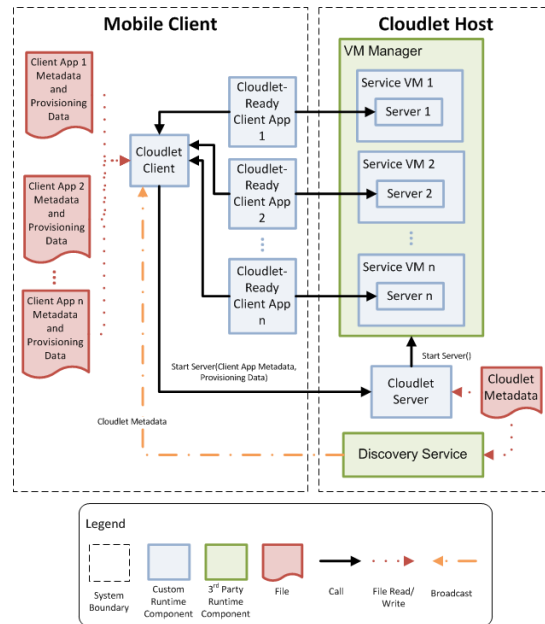 Mobile Client
Cloudlet Host
Client App 1
Metadata
and
Provisioning
Data
Client App 2
Metadata
and
Provisioning
Data
Client App n
Metadata
and
Provisioning
Data
Cloudlet
Client
Cloudlet-
Ready
Client App
1
Cloudlet-
Ready
Client App
2
Cloudlet-
Ready
Client App
n
VM Manager
Service VM 1
Server 1
Service VM 2
Server 2
Service VM n
Server n
Start Server(Client App Metadata,
Provisioning Data)
Start Server()
Cloudlet
Server
Cloudlet
Metadata
Cloudlet Metadata
Discovery Service
Legend
System
Boundary
Custom
Runtime
Component
3rd Party
Runtime
Component
File
Call
File Read/
Write
Broadcast